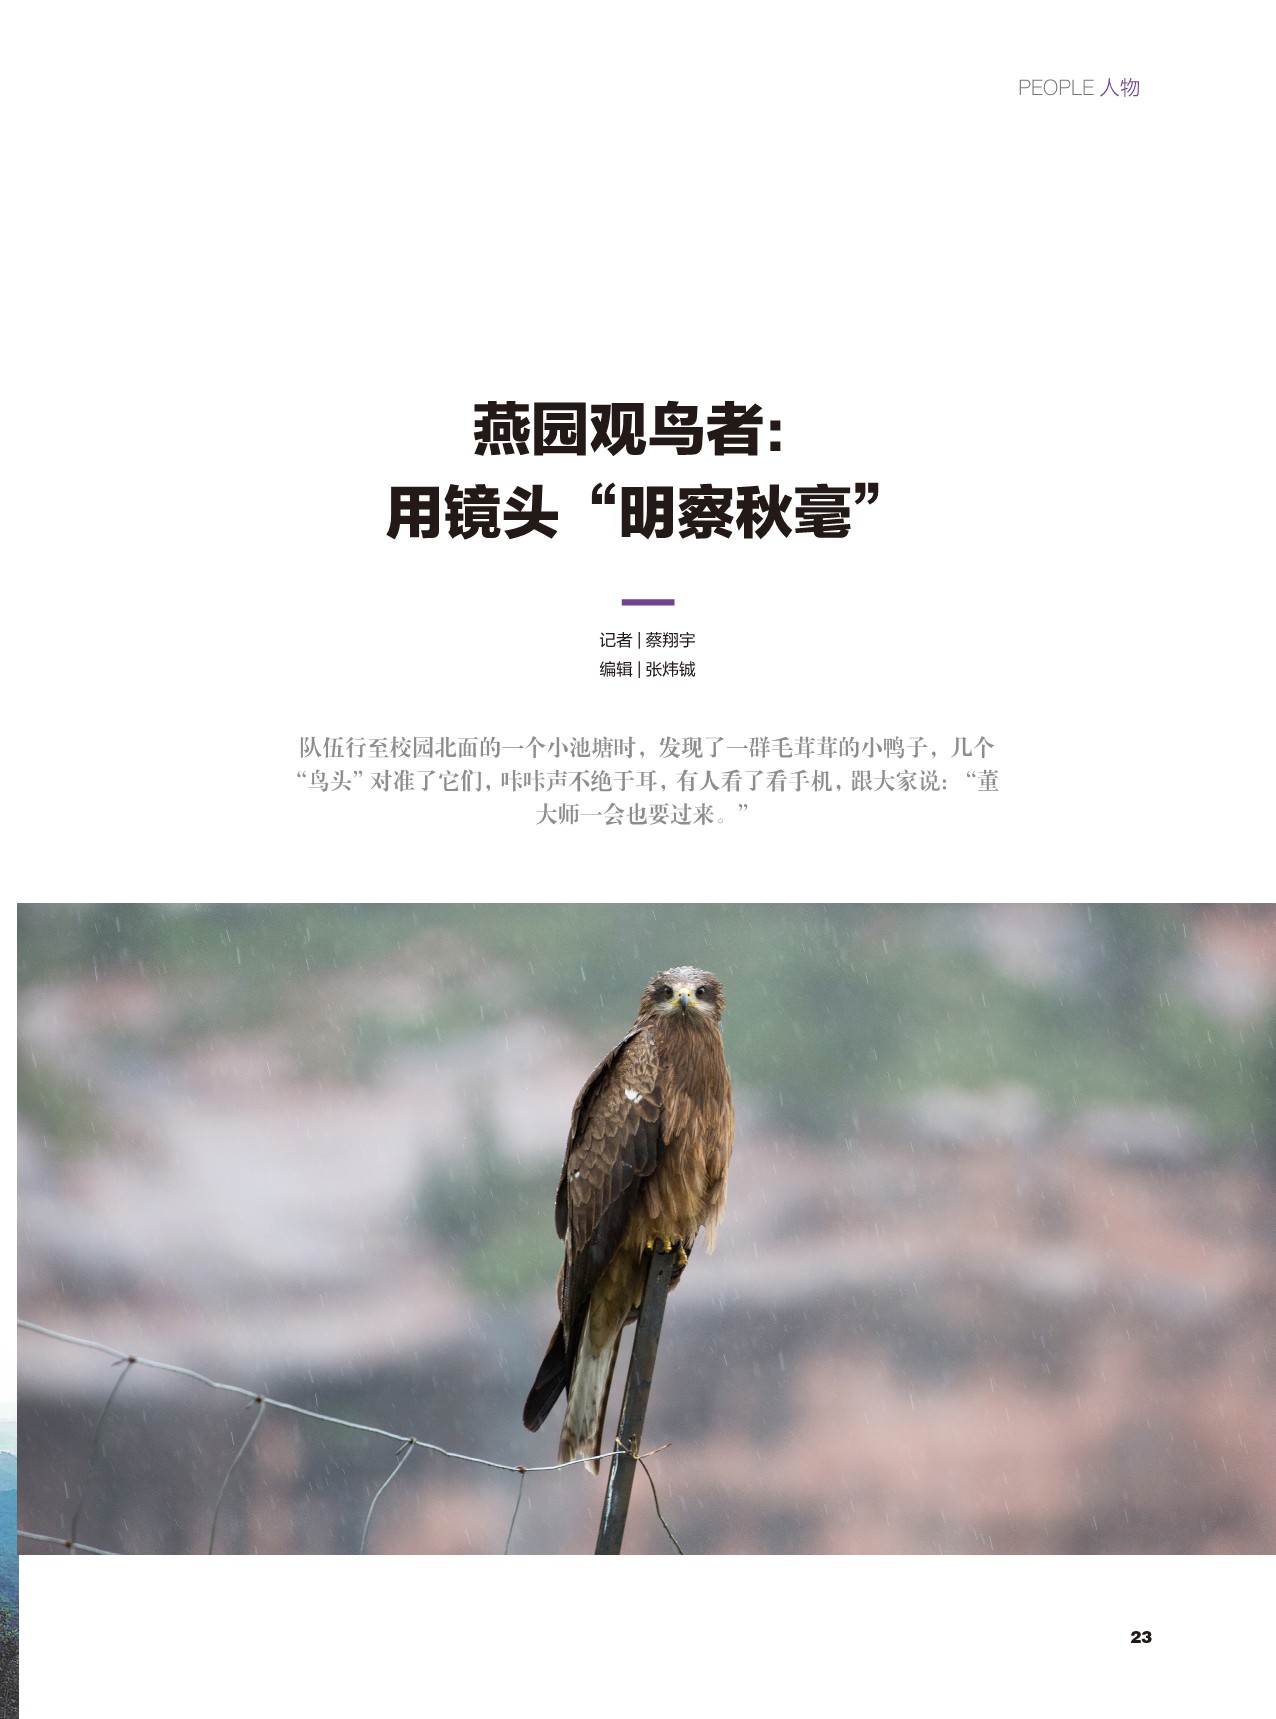 PEOPLE 人物
燕园观鸟者：
用镜头“明察秋毫”
记者 | 蔡翔宇
编辑 | 张炜铖
队伍行至校园北面的一个小池塘时，发现了一群毛茸茸的小鸭子，几个
“鸟头”对准了它们，咔咔声不绝于耳，有人看了看手机，跟大家说：“董
大师一会也要过来。”
23